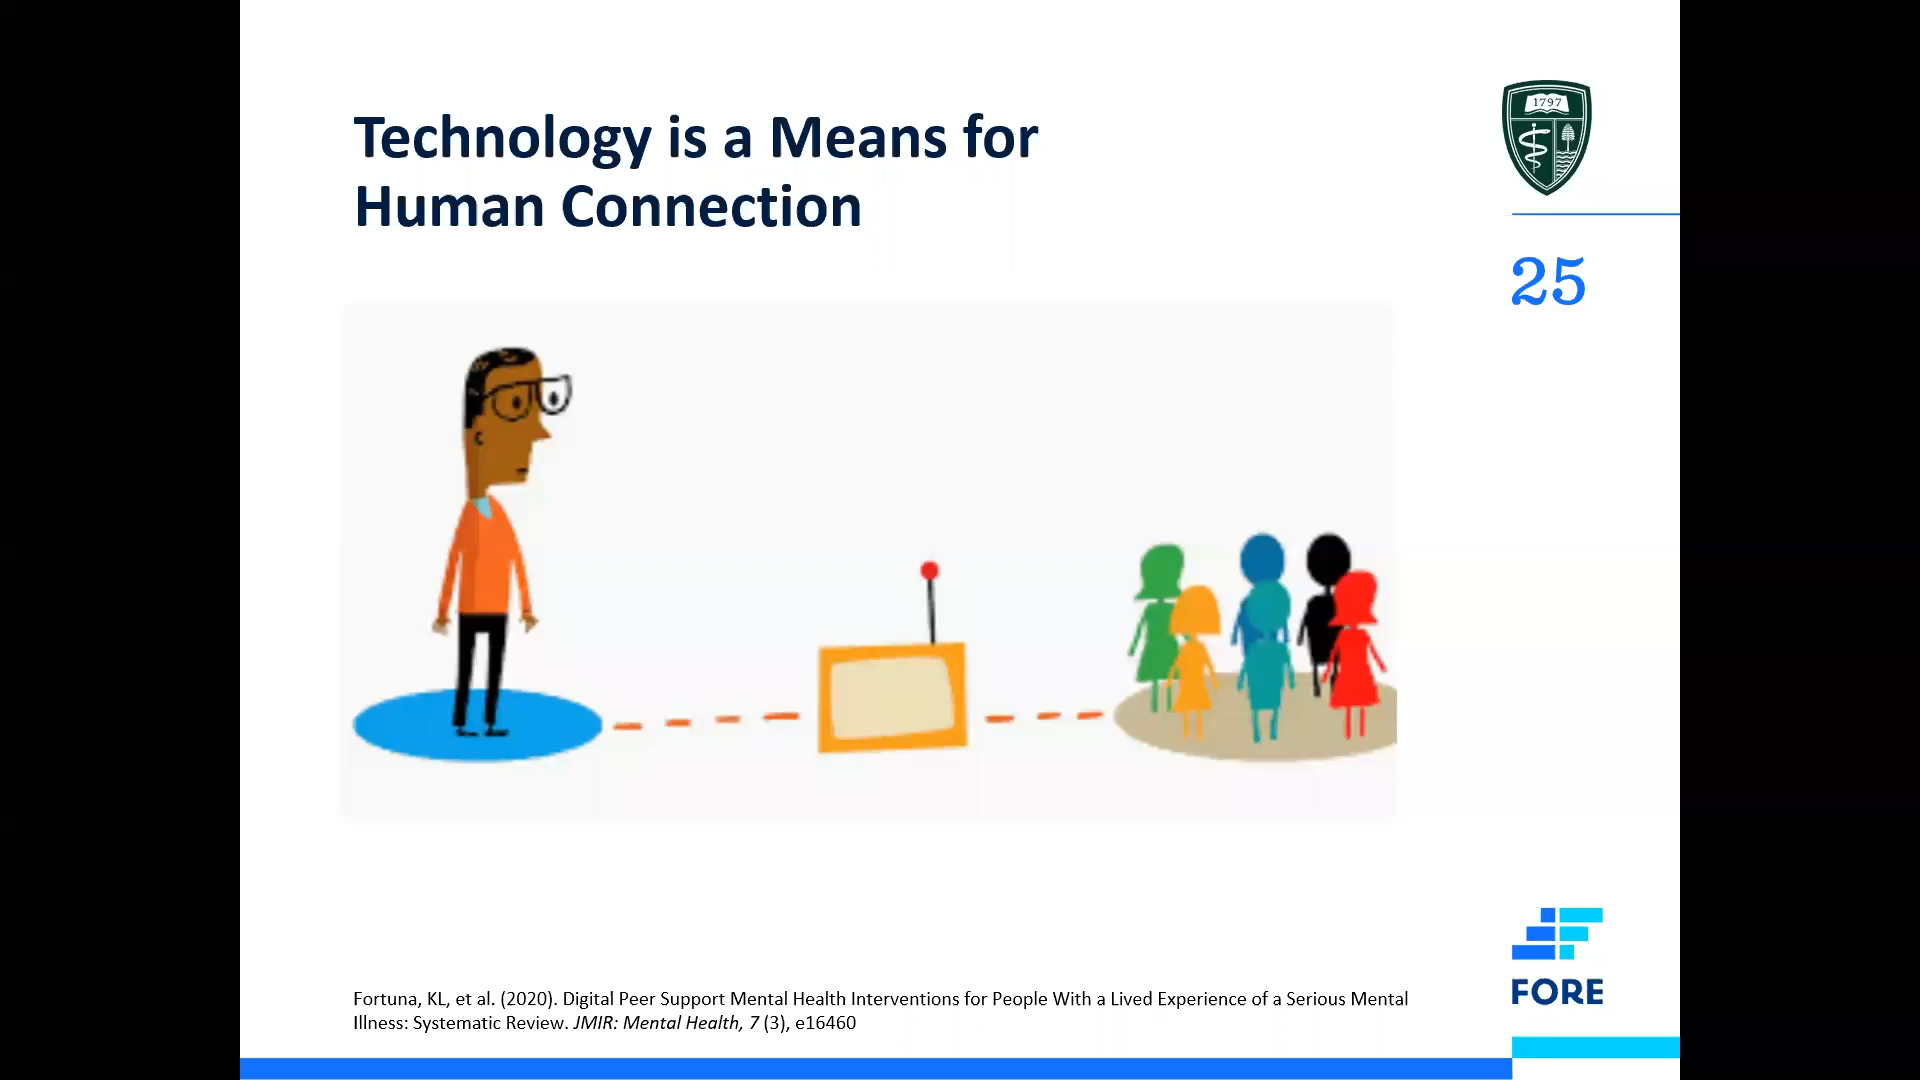 Technology is a Means for
Human Connection
1797
25
Fortuna, KL, et al. (2020). Digital Peer Support Mental Health Interventions for People With a Lived Experience of a Serious Mental
Illness: Systematic Review. JMIR: Mental Health, 7 (3), e16460
FORE